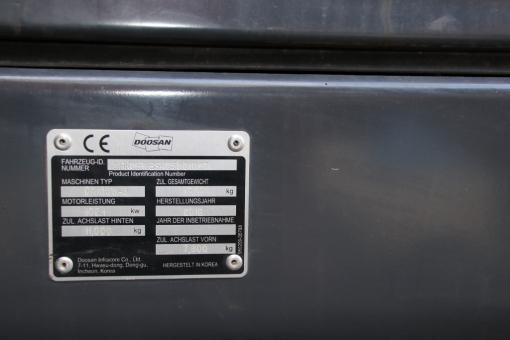 CE DOOSAN
FAHRZEUG-ID.
NUMMER
Product Identification Number
MASCHINEN TYP ZUL. GESAMTGEWICHT
kg
MOTORLEISTUNG HERSTELLUNGSJAHR
kw
ZUL. ACHSLAST HINTEN JAHR DER INBETRIEBNAHME
11,000 kg
ZUL. ACHSLAST VORN
kg
Doosan Infracore Co., Ltd.
7-11, Hwasu-dong, Dong-gu,
Incheon, Korea
HERGESTELLT IN KOREA